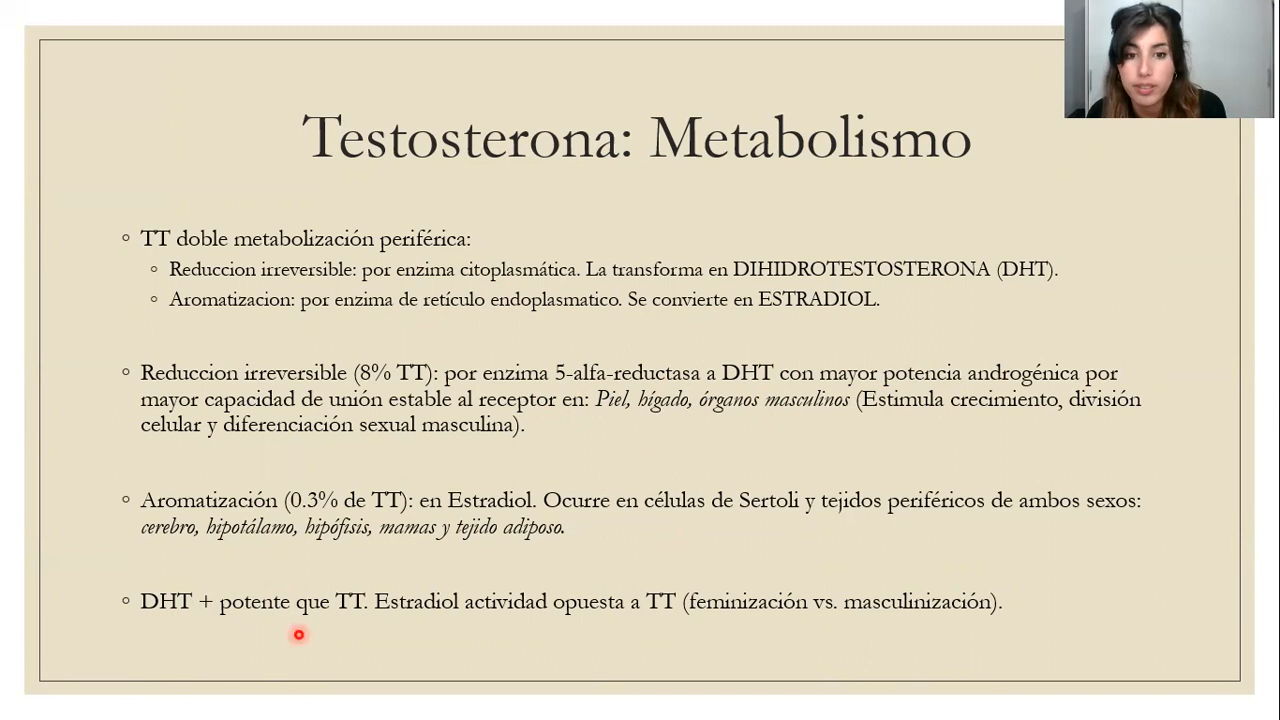 Testosterona: Metabolismo
◦ TT doble metabolización periférica:
◦ Reduccion irreversible: por enzima citoplasmática. La transforma en DIHIDROTESTOSTERONA (DHT).
◦ Aromatizacion: por enzima de retículo endoplasmatico. Se convierte en ESTRADIOL.
◦ Reduccion irreversible (8% TT): por enzima 5-alfa-reductasa a DHT con mayor potencia androgénica por
mayor capacidad de unión estable al receptor en: Piel, hígado, órganos masculinos (Estimula crecimiento, división
celular y diferenciación sexual masculina).
◦ Aromatización (0.3% de TT): en Estradiol. Ocurre en células de Sertoli y tejidos periféricos de ambos sexos:
cerebro, hipotálamo, hipófisis, mamas y tejido adiposo.
◦ DHT + potente que TT. Estradiol actividad opuesta a TT (feminización vs. masculinización).